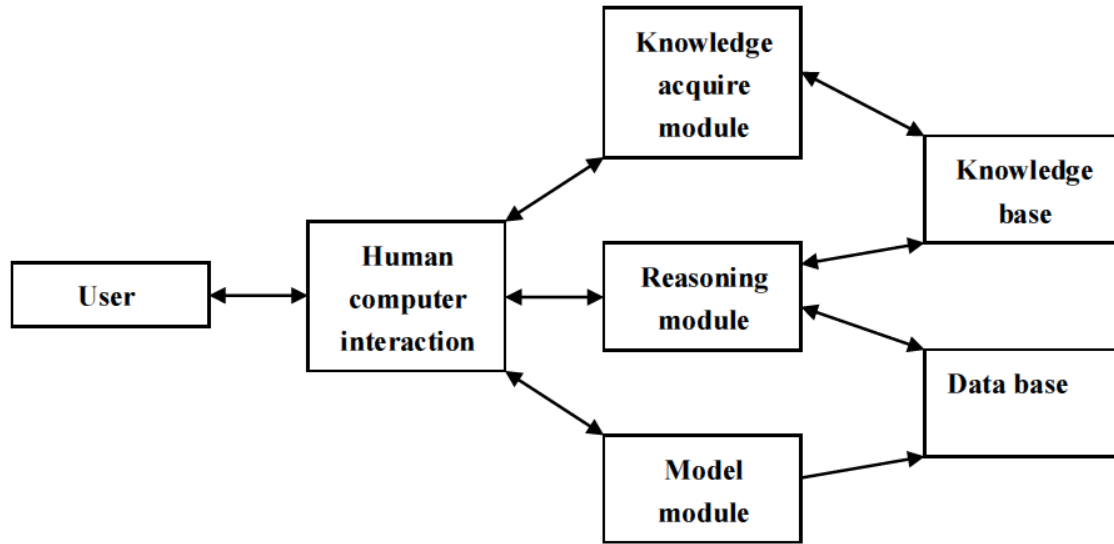 Knowledge
acquire
module
Knowledge
base
Human
computer
interaction
User
Reasoning
module
Data base
Model
module